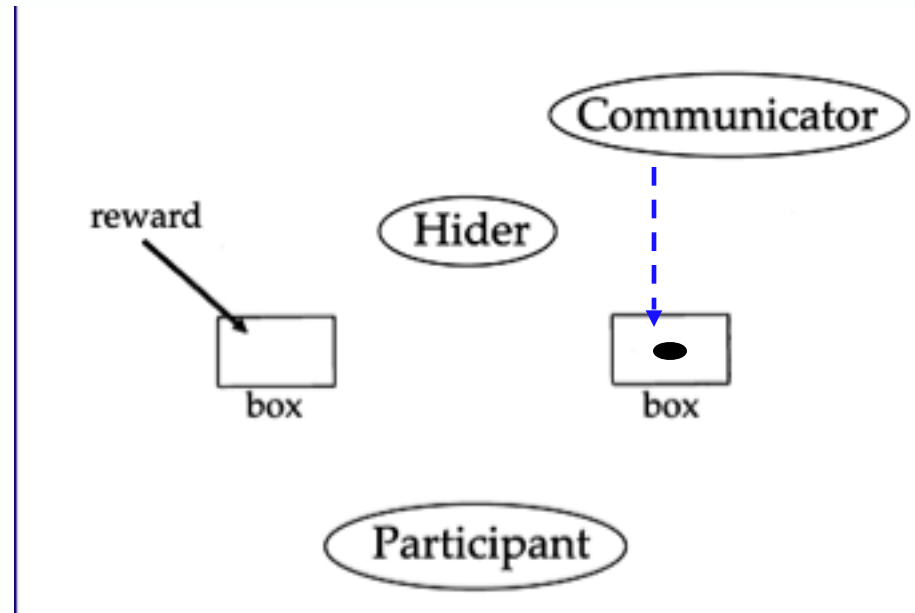 Communicator
reward
Hider
box
box
Participant